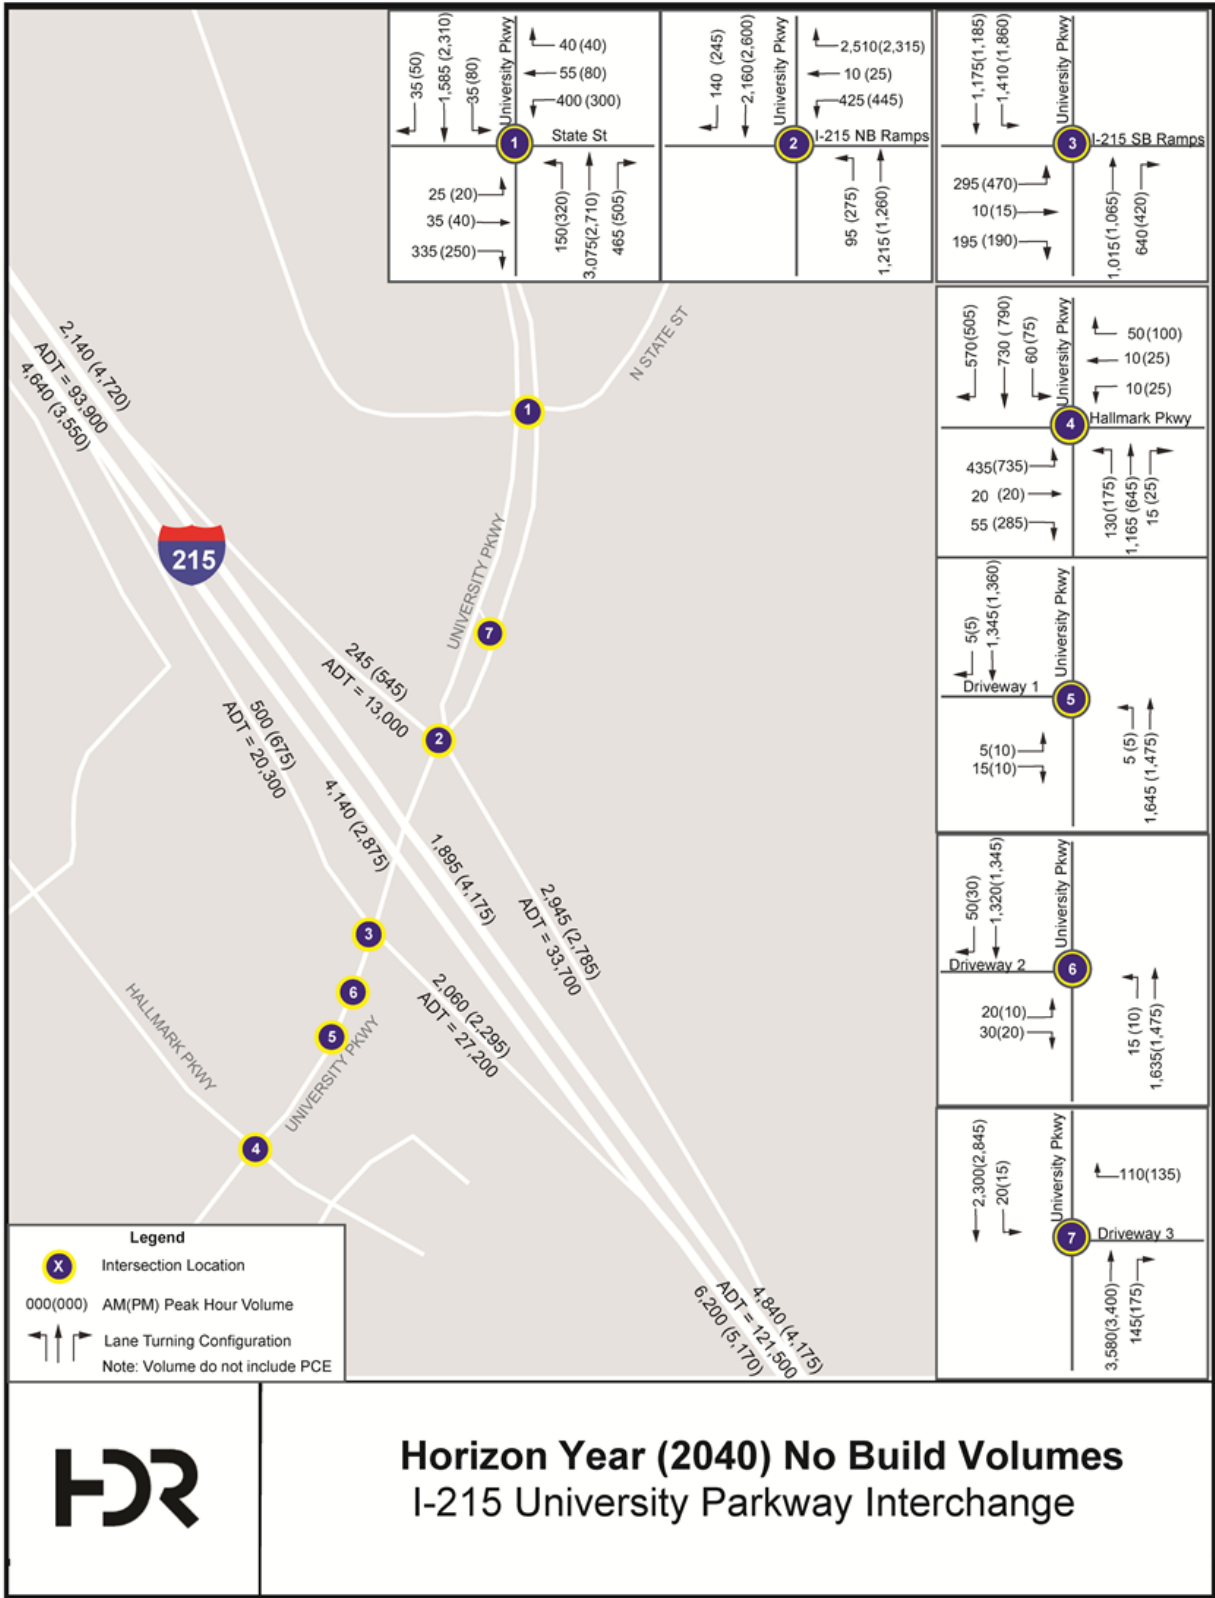 35 (50)
1,585 (2,310)
35 (80)
University Pkwy
40 (40)
55 (80)
400 (300)
1
State St
25 (20)
35 (40)
335 (250)
150(320)
3,075(2,710)
465 (505)
140 (245)
2,160(2,600)
University Pkwy
2,510(2,315)
10 (25)
425 (445)
2
I-215 NB Ramps
95 (275)
1,215 (1,260)
1,175(1,185)
1,410 (1,860)
University Pkwy
3
I-215 SB Ramps
295 (470)
10(15)
195 (190)
1,015(1,065)
640(420)
570(505)
730 ( 790)
60 (75)
University Pkwy
50(100)
10(25)
10(25)
4
Hallmark Pkwy
435(735)
20 (20)
55 (285)
130(175)
1,165 (645)
15 (25)
5(5)
1,345(1,360)
University Pkwy
Driveway 1
5
5(10)
15(10)
5 (5)
1,645 (1,475)
50(30)
1,320(1,345)
University Pkwy
Driveway 2
6
20(10)
30(20)
15 (10)
1,635(1,475)
2,300(2,845)
20(15)
University Pkwy
110(135)
7
Driveway 3
3,580(3,400)
145(175)
2,140 (4,720)
ADT = 93,900
4,640 (3,550)
215
N STATE ST
1
UNIVERSITY PKWY
7
245 (545)
ADT = 13,000
2
500 (675)
ADT = 20,300
4,140 (2,875)
1,895 (4,175)
2,945 (2,785)
ADT = 33,700
3
2,060 (2,295)
ADT = 27,200
6
5
HALLMARK PKWY
UNIVERSITY PKWY
4
4,840 (4,175)
ADT = 121,500
6,200 (5,170)
Legend
X
Intersection Location
000(000) AM(PM) Peak Hour Volume
Lane Turning Configuration
Note: Volume do not include PCE
HDR
Horizon Year (2040) No Build Volumes
I-215 University Parkway Interchange